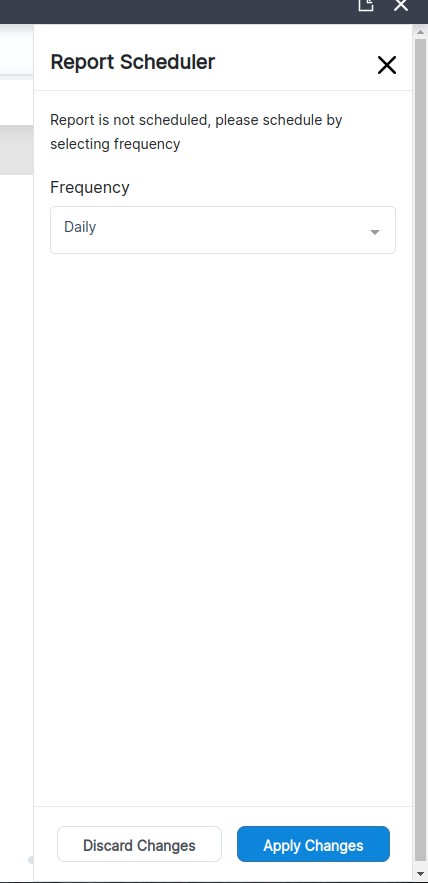 Report Scheduler
Report is not scheduled, please schedule by
selecting frequency
Frequency
Daily
Discard Changes
Apply Changes